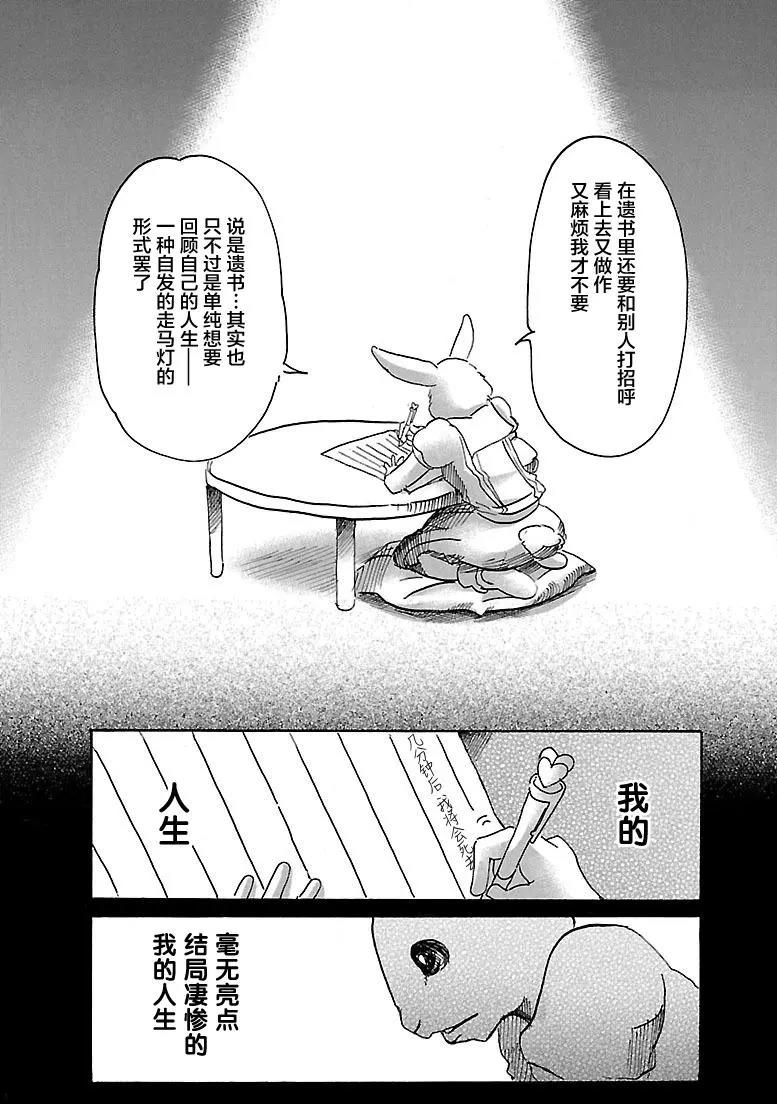 在遗书里还要和别人打招呼
看上去又做作
又麻烦我才不要
说是遗书…其实也
只不过是单纯想要
回顾自己的人生——
一种自发的走马灯的
形式罢了
我的
几分钟后我将会死去
人生
毫无亮点
结局凄惨的
我的人生